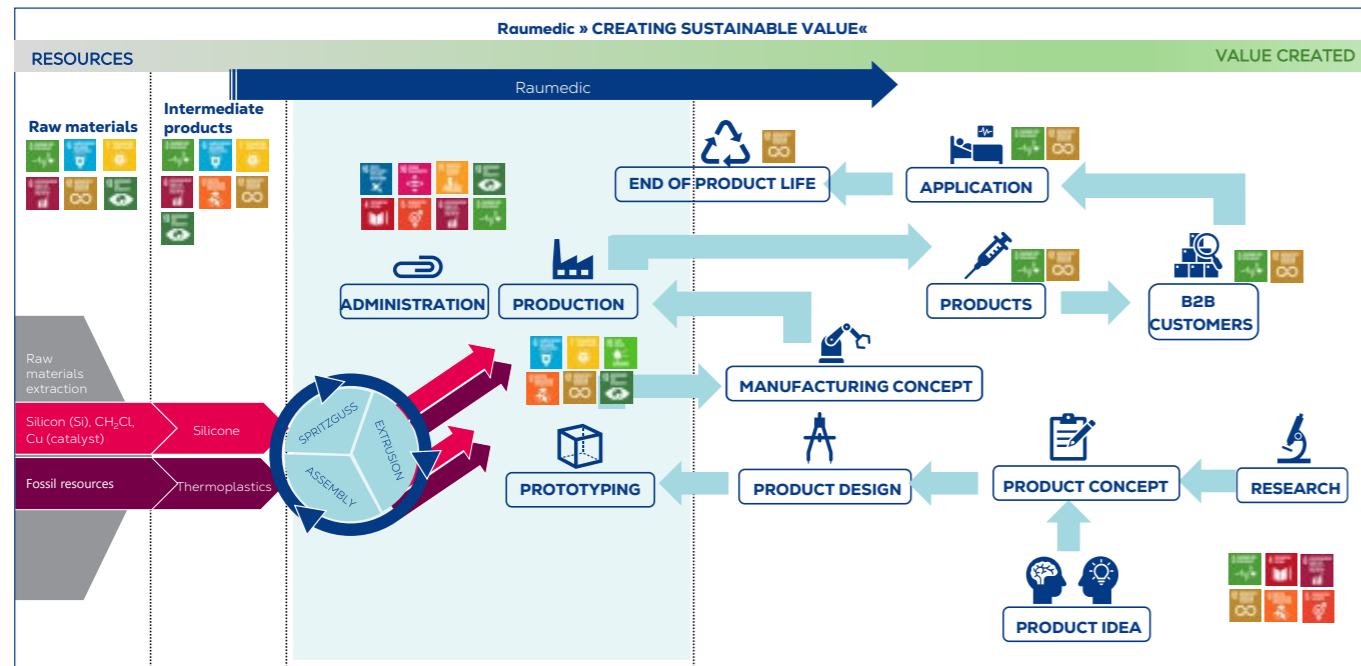 Raumedic » CREATING SUSTAINABLE VALUE«
RESOURCES
VALUE CREATED
Raumedic
Raw materials
Intermediate
products
END OF PRODUCT LIFE
APPLICATION
ADMINISTRATION
PRODUCTION
PRODUCTS
B2B
CUSTOMERS
Raw
materials
extraction
MANUFACTURING CONCEPT
Silicon (Si), CH₂Cl,
Cu (catalyst)
Silicone
SPRITZGUSS
EXTRUSION
ASSEMBLY
Fossil resources
Thermoplastics
PROTOTYPING
PRODUCT DESIGN
PRODUCT CONCEPT
RESEARCH
PRODUCT IDEA